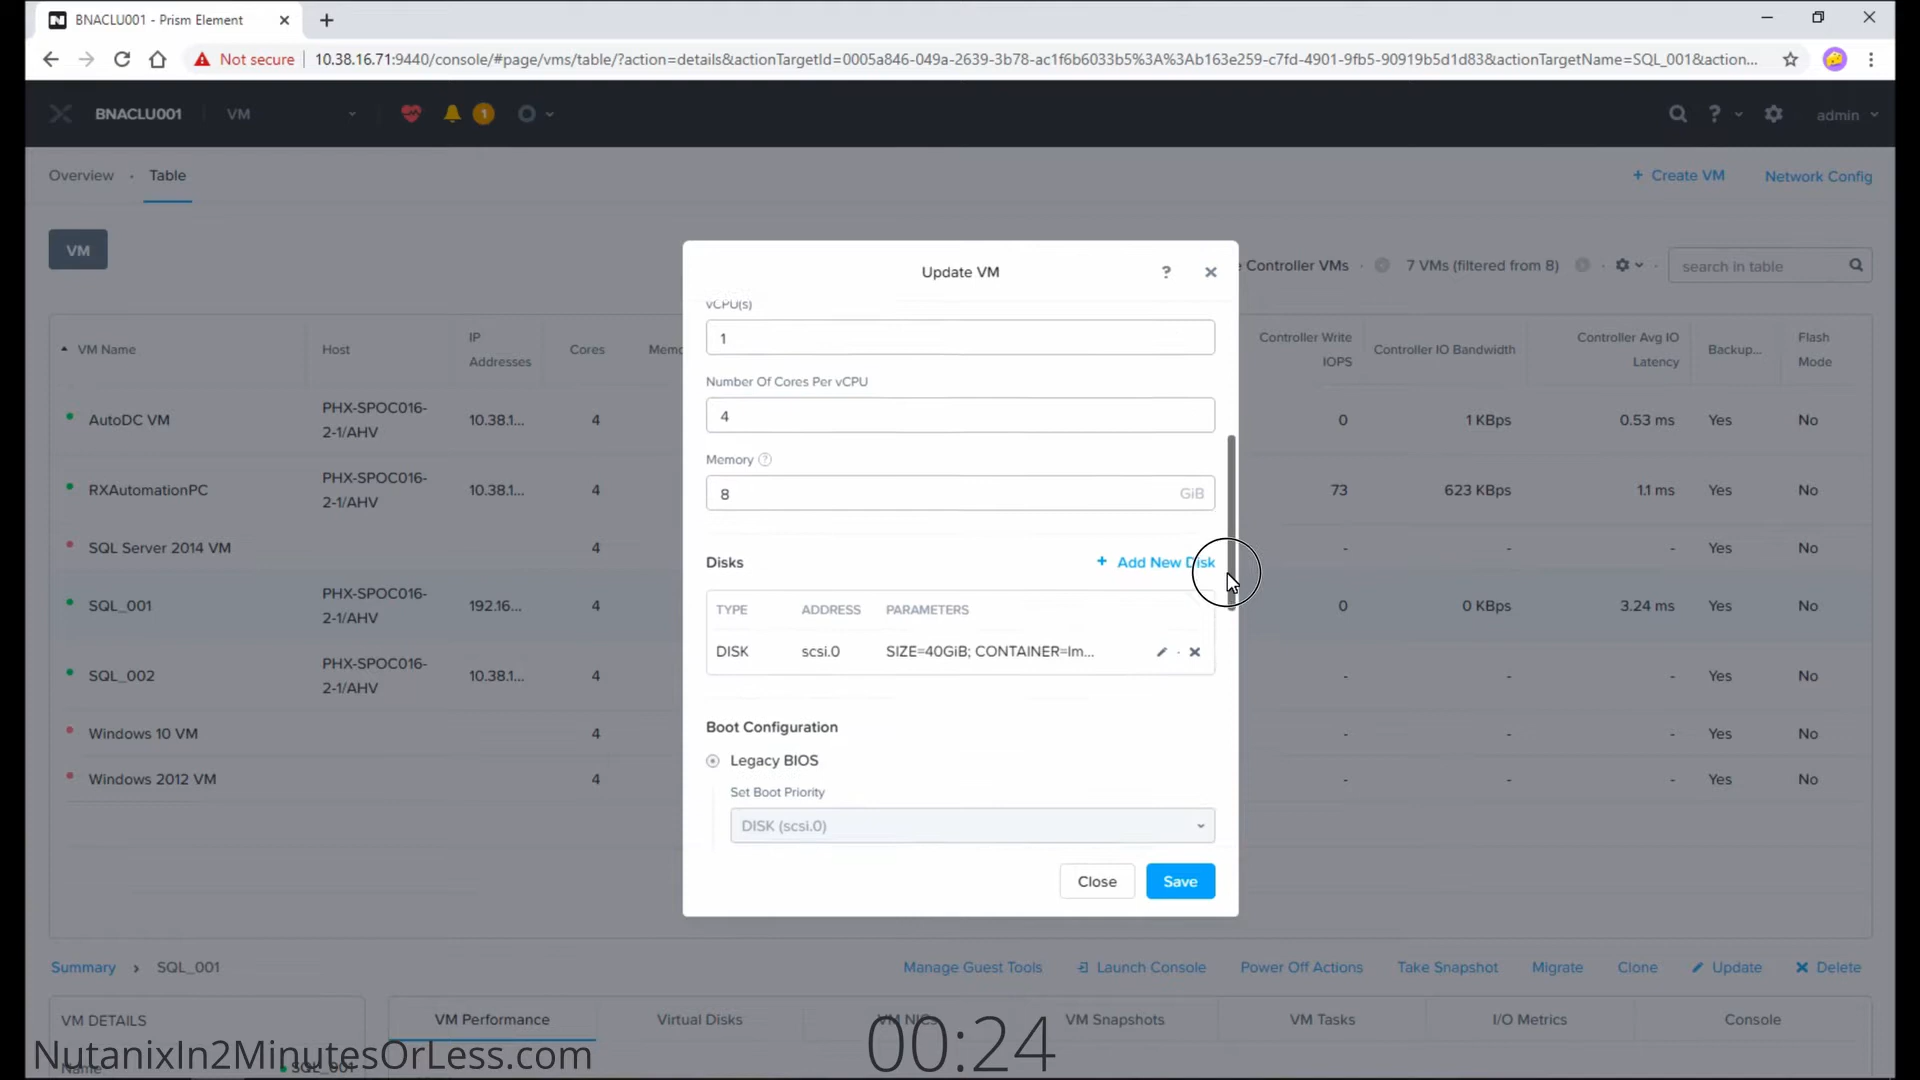 BNACLU001 - Prism Element
Not secure
10.38.16.71:9440/console/#page/vms/table/?action=details&actionTargetId=0005a846-049a-2639-3b78-ac1f6b6033b5%3A%3Ab163e259-c7fd-4901-9fb5-90919b5d1d83&actionTargetName=SQL_001&action...
BNACLU001 VM 1 ? admin
Overview · Table + Create VM Network Config
VM
Controller VMs · 7 VMs (filtered from 8) · search in table
VM Name Host IP Addresses Cores Controller Write IOPS Controller IO Bandwidth Controller Avg IO Latency Backup... Flash Mode
AutoDC VM PHX-SPOC016-2-1/AHV 10.38.1... 4 0 1 KBps 0.53 ms Yes No
RXAutomationPC PHX-SPOC016-2-1/AHV 10.38.1... 4 73 623 KBps 1.1 ms Yes No
SQL Server 2014 VM 4 - - - Yes No
SQL_001 PHX-SPOC016-2-1/AHV 192.16... 4 0 0 KBps 3.24 ms Yes No
SQL_002 PHX-SPOC016-2-1/AHV 10.38.1... 4 - - - Yes No
Windows 10 VM 4 - - - Yes No
Windows 2012 VM 4 - - - Yes No
Update VM ?
vCPU(s)
1
Number Of Cores Per vCPU
4
Memory ?
8 GiB
Disks + Add New Disk
TYPE ADDRESS PARAMETERS
DISK scsi.0 SIZE=40GiB; CONTAINER=Im...
Boot Configuration
Legacy BIOS
Set Boot Priority
DISK (scsi.0)
Close Save
Summary > SQL_001 Manage Guest Tools Launch Console Power Off Actions Take Snapshot Migrate Clone Update Delete
VM DETAILS VM Performance Virtual Disks VM NICs VM Snapshots VM Tasks I/O Metrics Console
Name SQL_001
NutanixIn2MinutesOrLess.com
00:24